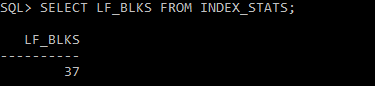 SQL> SELECT LF_BLKS FROM INDEX_STATS;
LF_BLKS
----------
37